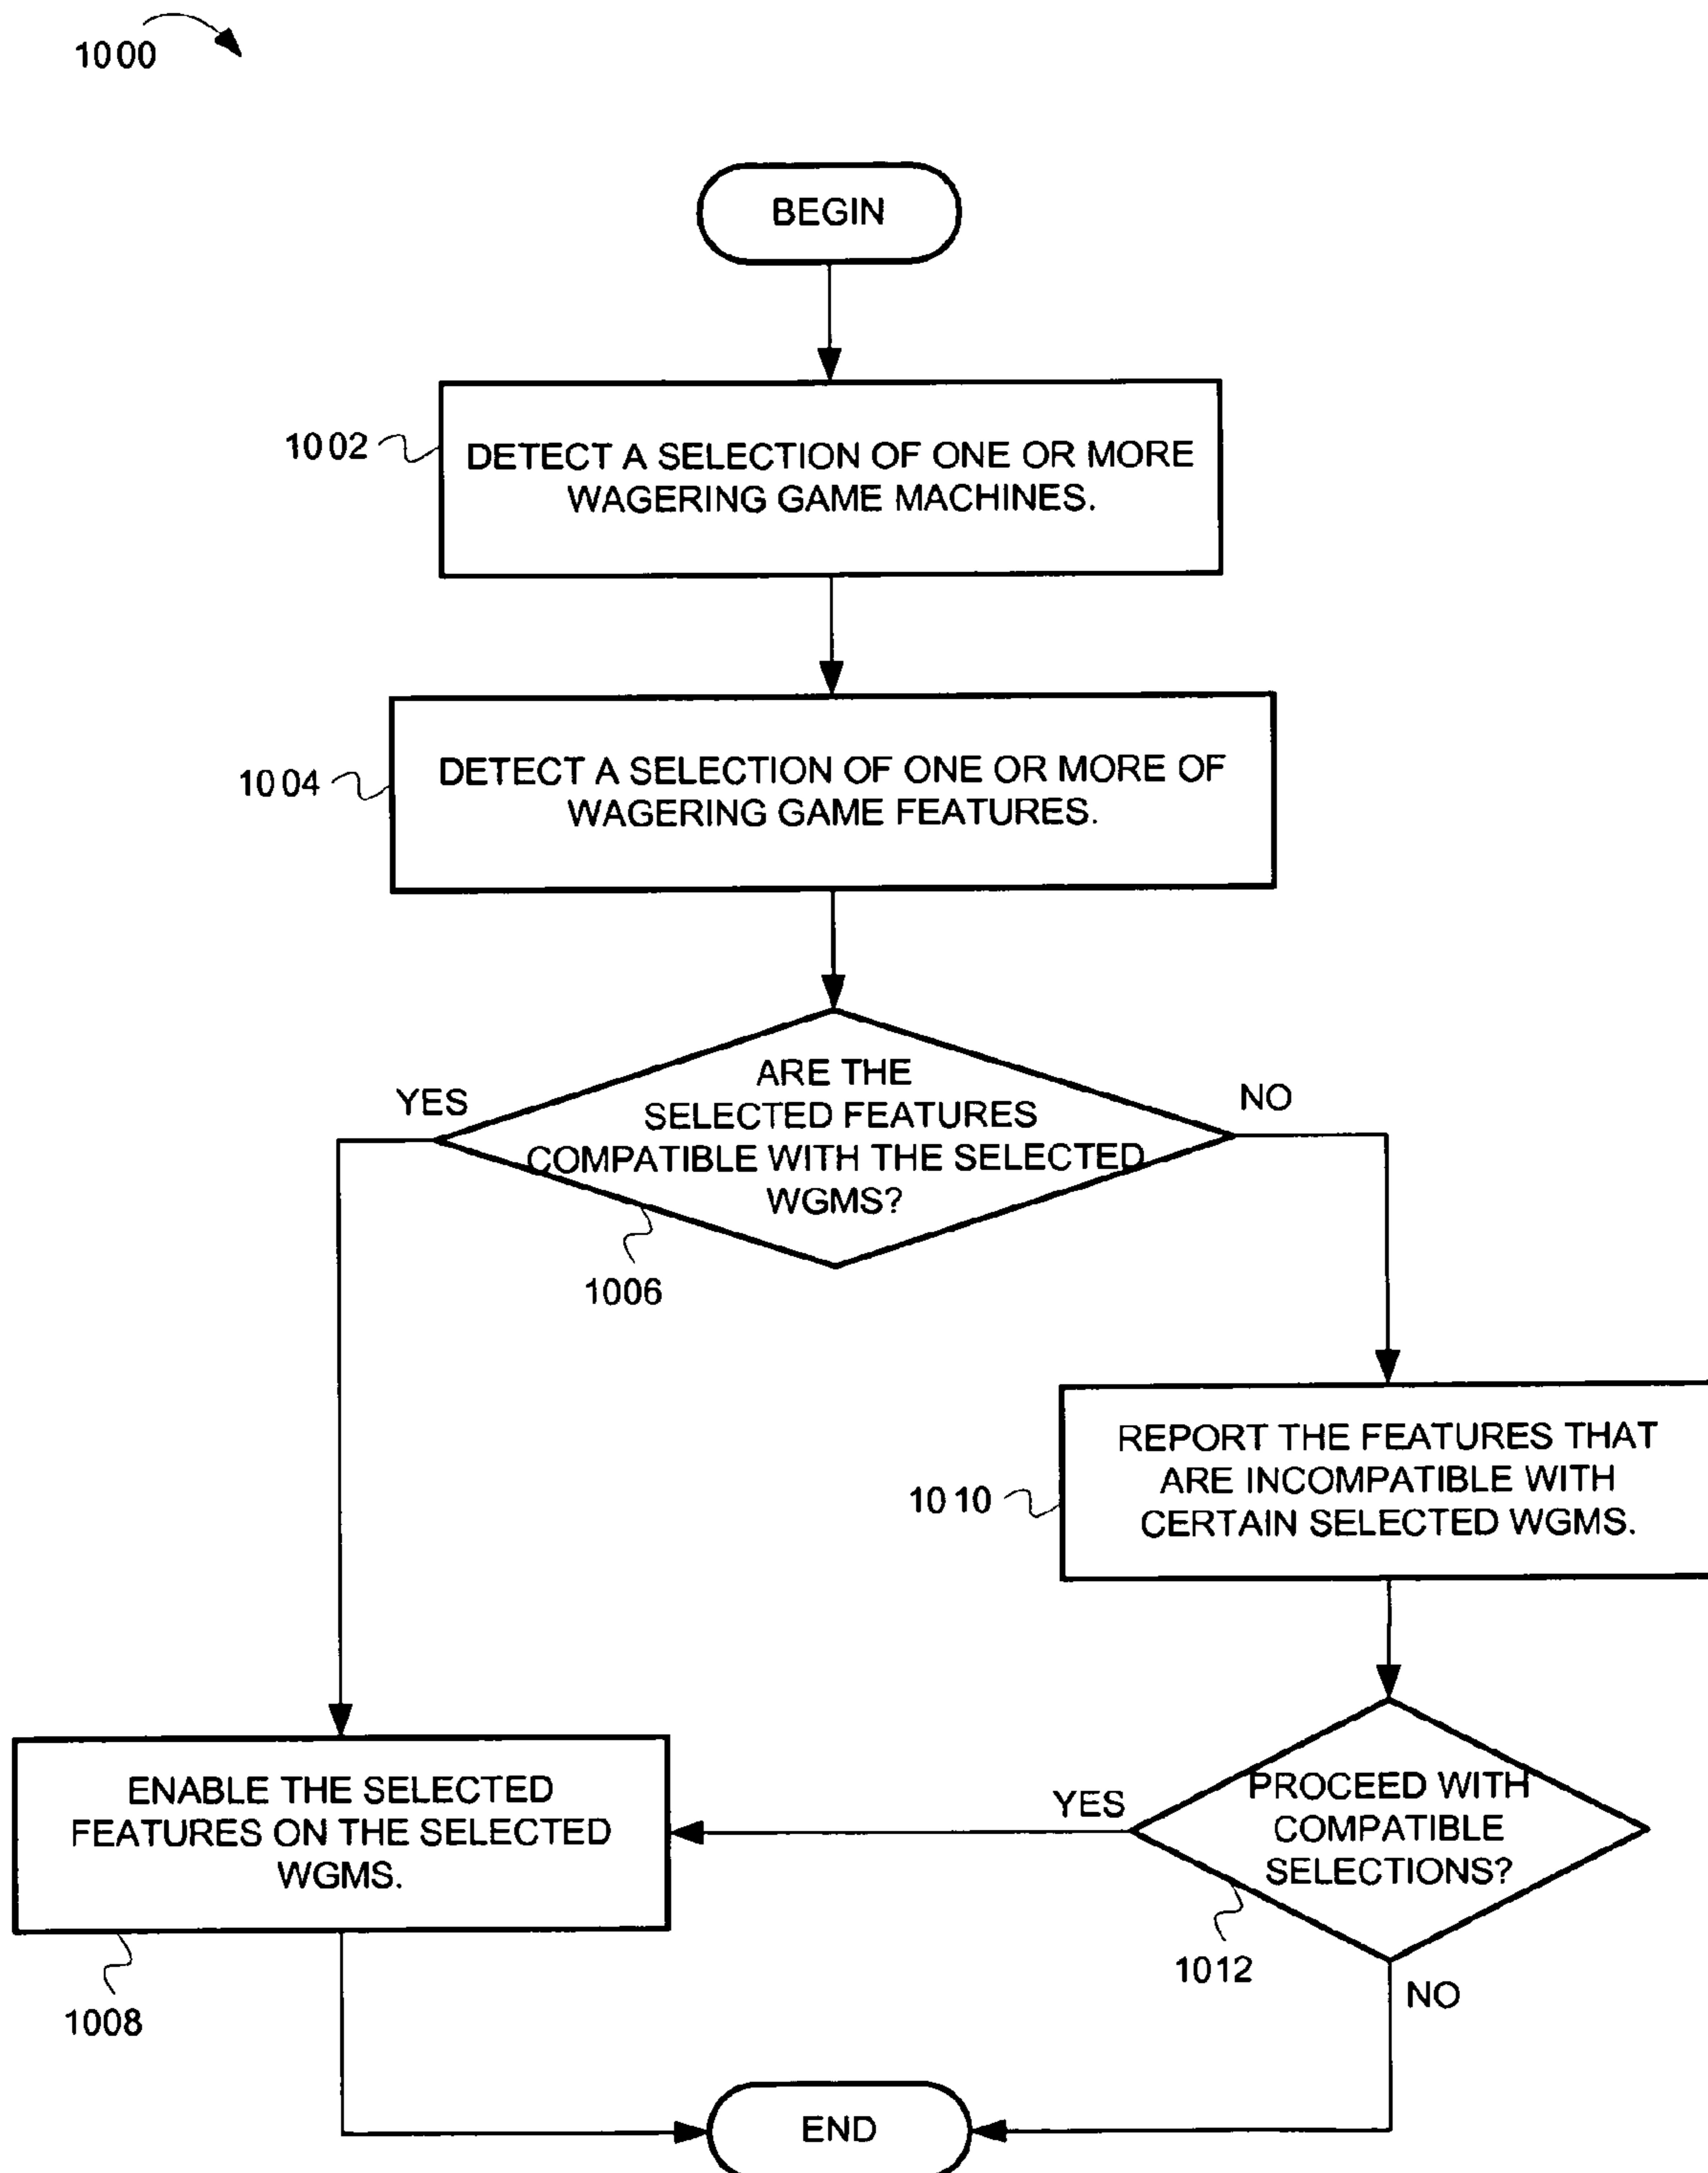 1000
BEGIN
1002
DETECT A SELECTION OF ONE OR MORE
WAGERING GAME MACHINES.
1004
DETECT A SELECTION OF ONE OR MORE OF
WAGERING GAME FEATURES.
YES
NO
ARE THE
SELECTED FEATURES
COMPATIBLE WITH THE SELECTED
WGMS?
1006
REPORT THE FEATURES THAT
ARE INCOMPATIBLE WITH
CERTAIN SELECTED WGMS.
1010
ENABLE THE SELECTED
FEATURES ON THE SELECTED
WGMS.
YES
PROCEED WITH
COMPATIBLE
SELECTIONS?
1012
NO
1008
END